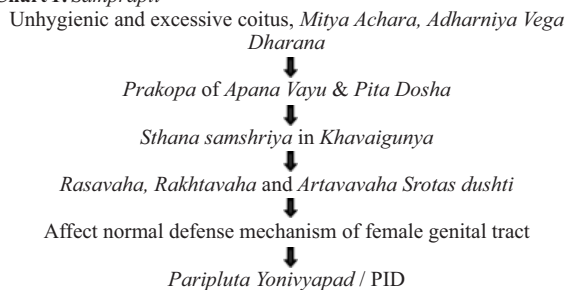 Chart 1: Samprapti
Unhygienic and excessive coitus, Mitya Achara, Adharniya Vega
Dharana
Prakopa of Apana Vayu & Pita Dosha
Sthana samshriya in Khavaigunya
Rasavaha, Rakhtavaha and Artavavaha Srotas dushti
Affect normal defense mechanism of female genital tract
Paripluta Yonivyapad / PID